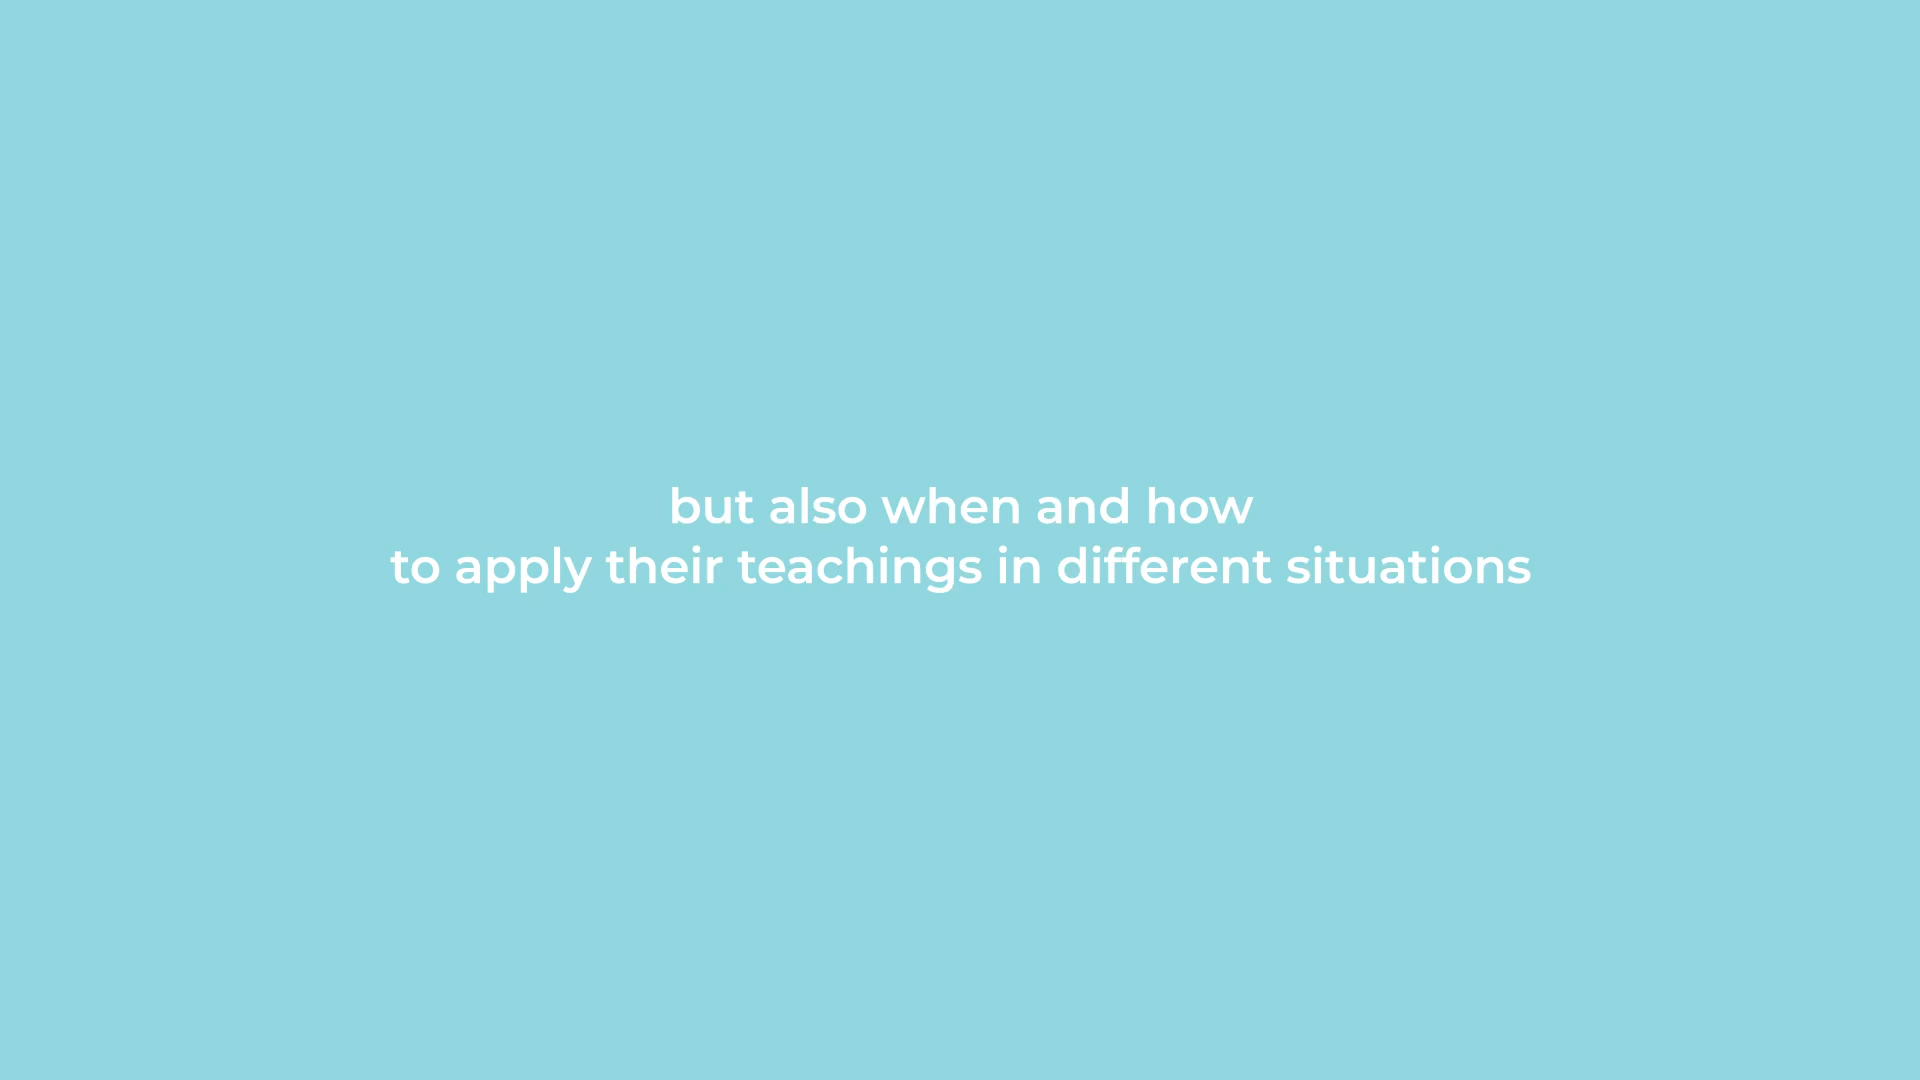 but also when and how
to apply their teachings in different situations